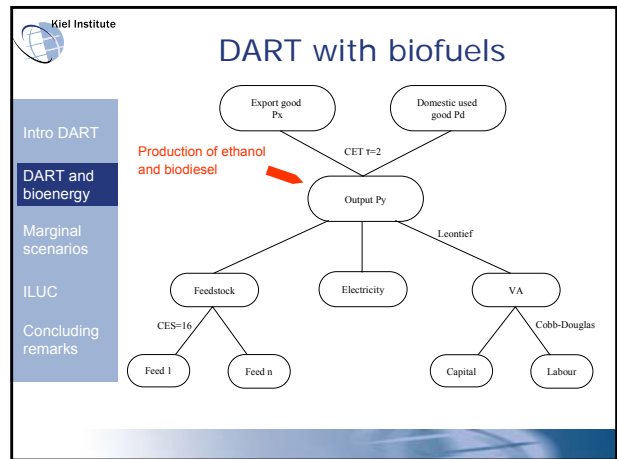 Kiel Institute
DART with biofuels
Intro DART
DART and
bioenergy
Marginal
scenarios
ILUC
Concluding
remarks
Export good
Px
Domestic used
good Pd
CET τ=2
Production of ethanol
and biodiesel
Output Py
Leontief
Feedstock
Electricity
VA
CES=16
Cobb-Douglas
Feed 1
Feed n
Capital
Labour